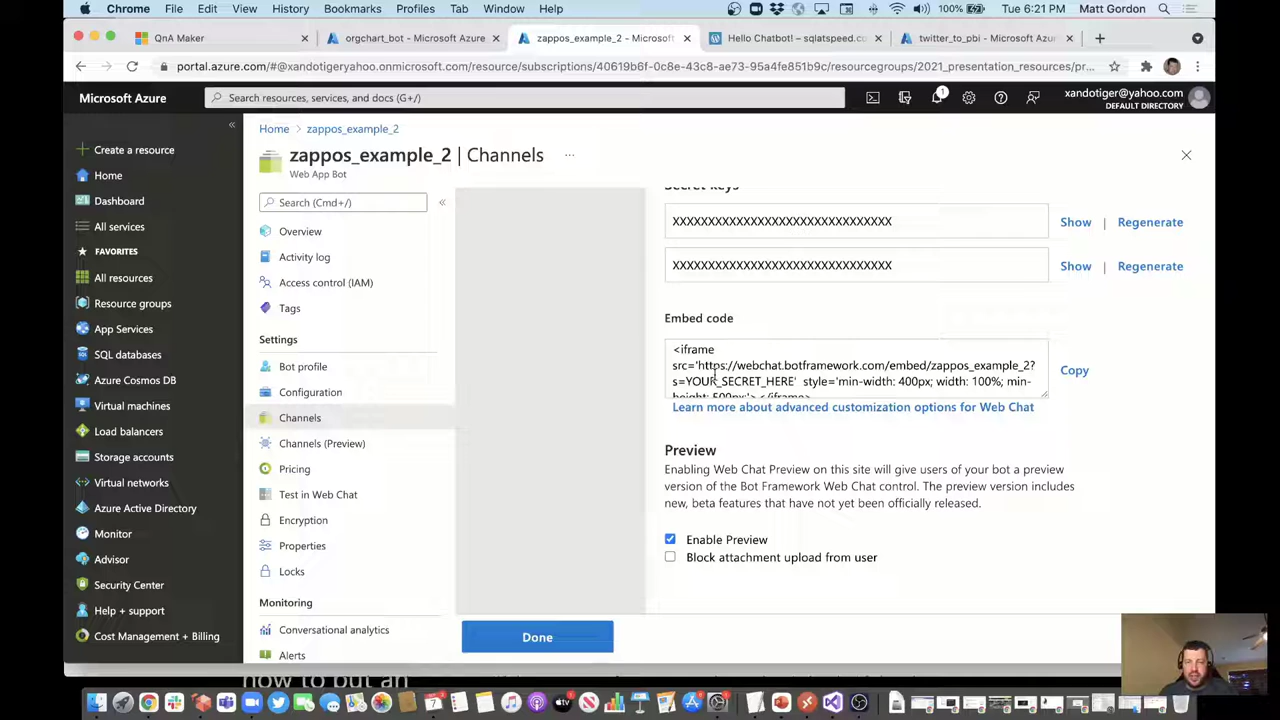 Chrome File Edit View History Bookmarks Profiles Tab Window Help 100% Tue 6:21 PM Matt Gordon
QnA Maker × orgchart_bot - Microsoft Azure × zappos_example_2 - Microsoft × Hello Chatbot! – sqlatspeed.co × twitter_to_pbi - Microsoft Azu × +
portal.azure.com/#@xandotigeryahoo.onmicrosoft.com/resource/subscriptions/40619b6f-0c8e-43c8-ae73-95a4fe851b9c/resourcegroups/2021_presentation_resources/pr...
Microsoft Azure
Search resources, services, and docs (G+/)
1
xandotiger@yahoo.com
DEFAULT DIRECTORY
«
Create a resource
Home
Dashboard
All services
FAVORITES
All resources
Resource groups
App Services
SQL databases
Azure Cosmos DB
Virtual machines
Load balancers
Storage accounts
Virtual networks
Azure Active Directory
Monitor
Advisor
Security Center
Help + support
Cost Management + Billing
Home > zappos_example_2
zappos_example_2 | Channels ...
Web App Bot
Search (Cmd+/) «
Overview
Activity log
Access control (IAM)
Tags
Settings
Bot profile
Configuration
Channels
Channels (Preview)
Pricing
Test in Web Chat
Encryption
Properties
Locks
Monitoring
Conversational analytics
Alerts
Secret keys
XXXXXXXXXXXXXXXXXXXXXXXXXXXXXXX Show | Regenerate
XXXXXXXXXXXXXXXXXXXXXXXXXXXXXXX Show | Regenerate
Embed code
<iframe
src='https://webchat.botframework.com/embed/zappos_example_2?
s=YOUR_SECRET_HERE' style='min-width: 400px; width: 100%; min-
height: 500px;'></iframe>
Copy
Learn more about advanced customization options for Web Chat
Preview
Enabling Web Chat Preview on this site will give users of your bot a preview
version of the Bot Framework Web Chat control. The preview version includes
new, beta features that have not yet been officially released.
Enable Preview
Block attachment upload from user
Done
how to put an